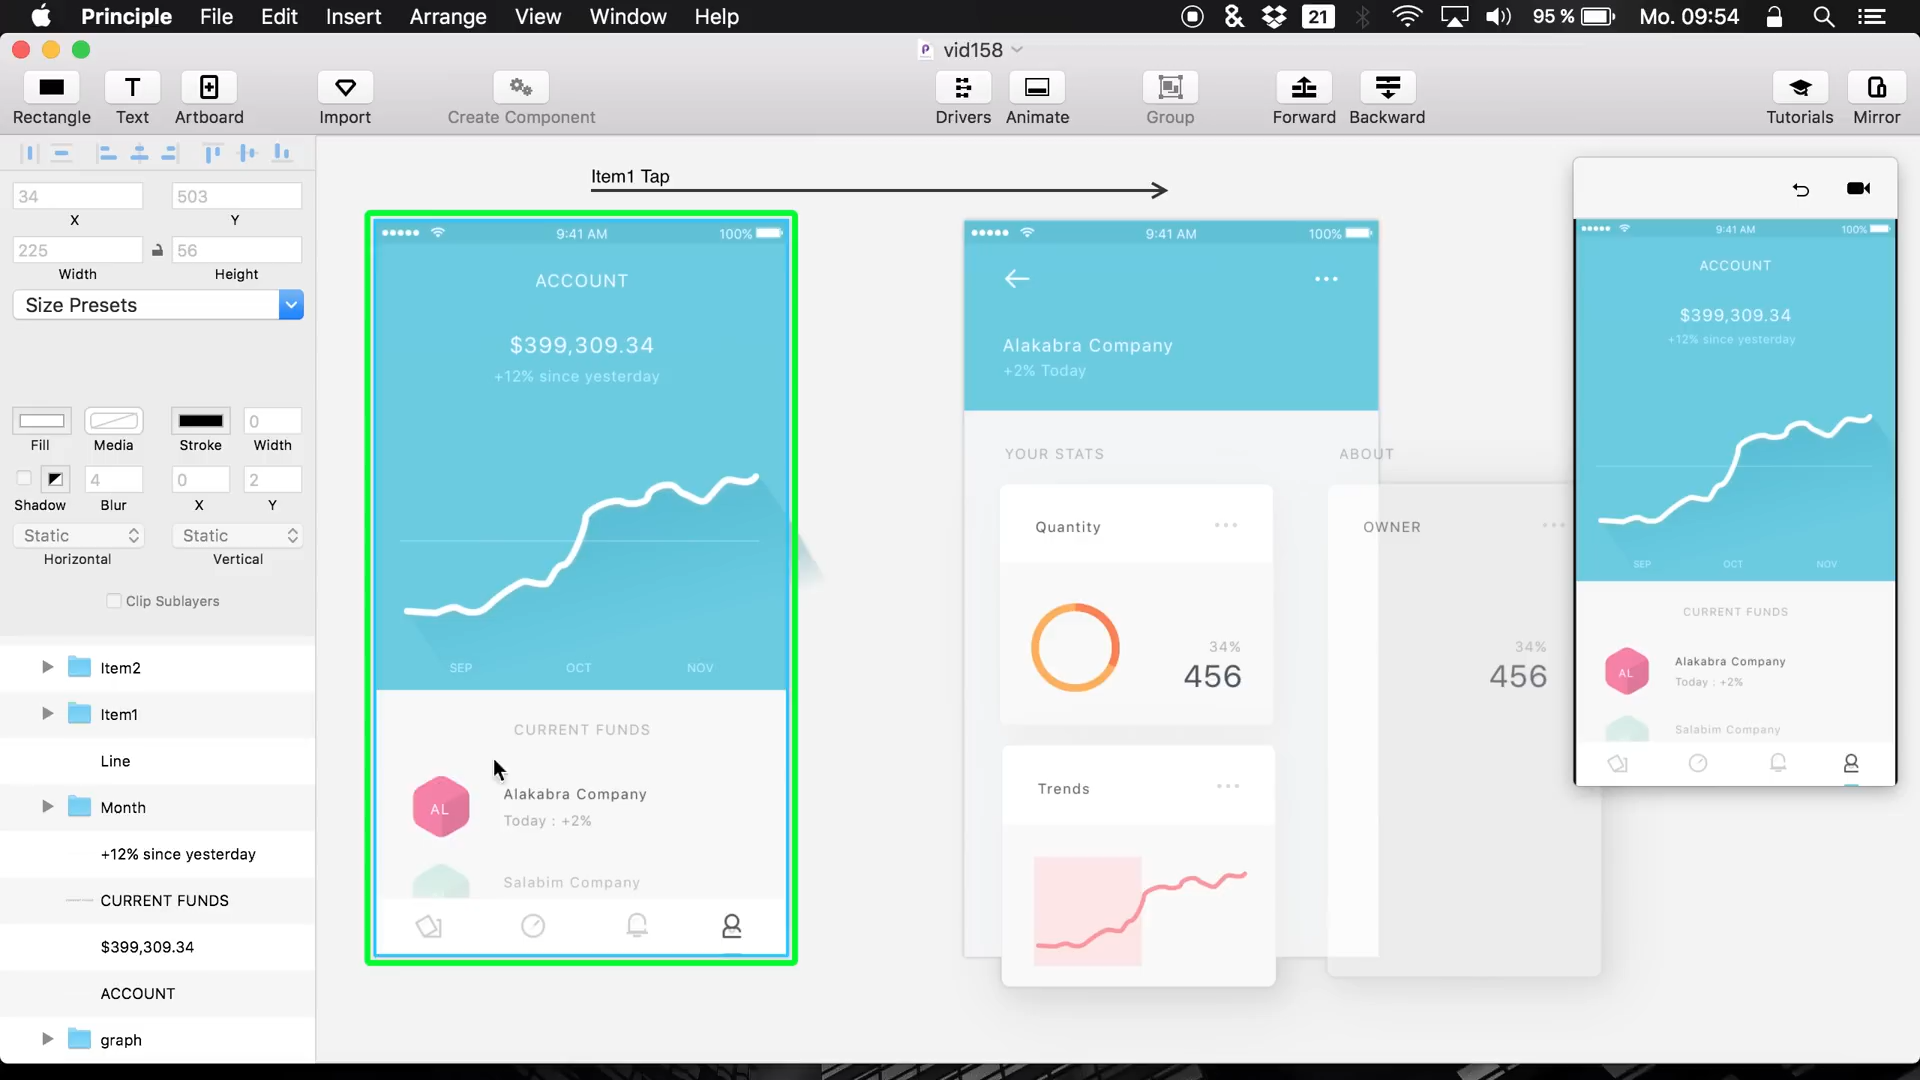 Principle File Edit Insert Arrange View Window Help
& 21 95 % Mo. 09:54
vid158
Rectangle Text Artboard Import Create Component Drivers Animate Group Forward Backward Tutorials Mirror
34 503
X Y
225 56
Width Height
Size Presets
0
Fill Media Stroke Width
4 0 2
Shadow Blur X Y
Static Static
Horizontal Vertical
Clip Sublayers
Item2
Item1
Line
Month
+12% since yesterday
CURRENT FUNDS
$399,309.34
ACCOUNT
graph
Item1 Tap
9:41 AM 100%
ACCOUNT
$399,309.34
+12% since yesterday
SEP OCT NOV
CURRENT FUNDS
AL
Alakabra Company
Today : +2%
Salabim Company
9:41 AM 100%
Alakabra Company
+2% Today
YOUR STATS ABOUT
Quantity
34%
456
OWNER
34%
456
Trends
9:41 AM 100%
ACCOUNT
$399,309.34
+12% since yesterday
SEP OCT NOV
CURRENT FUNDS
AL
Alakabra Company
Today : +2%
Salabim Company